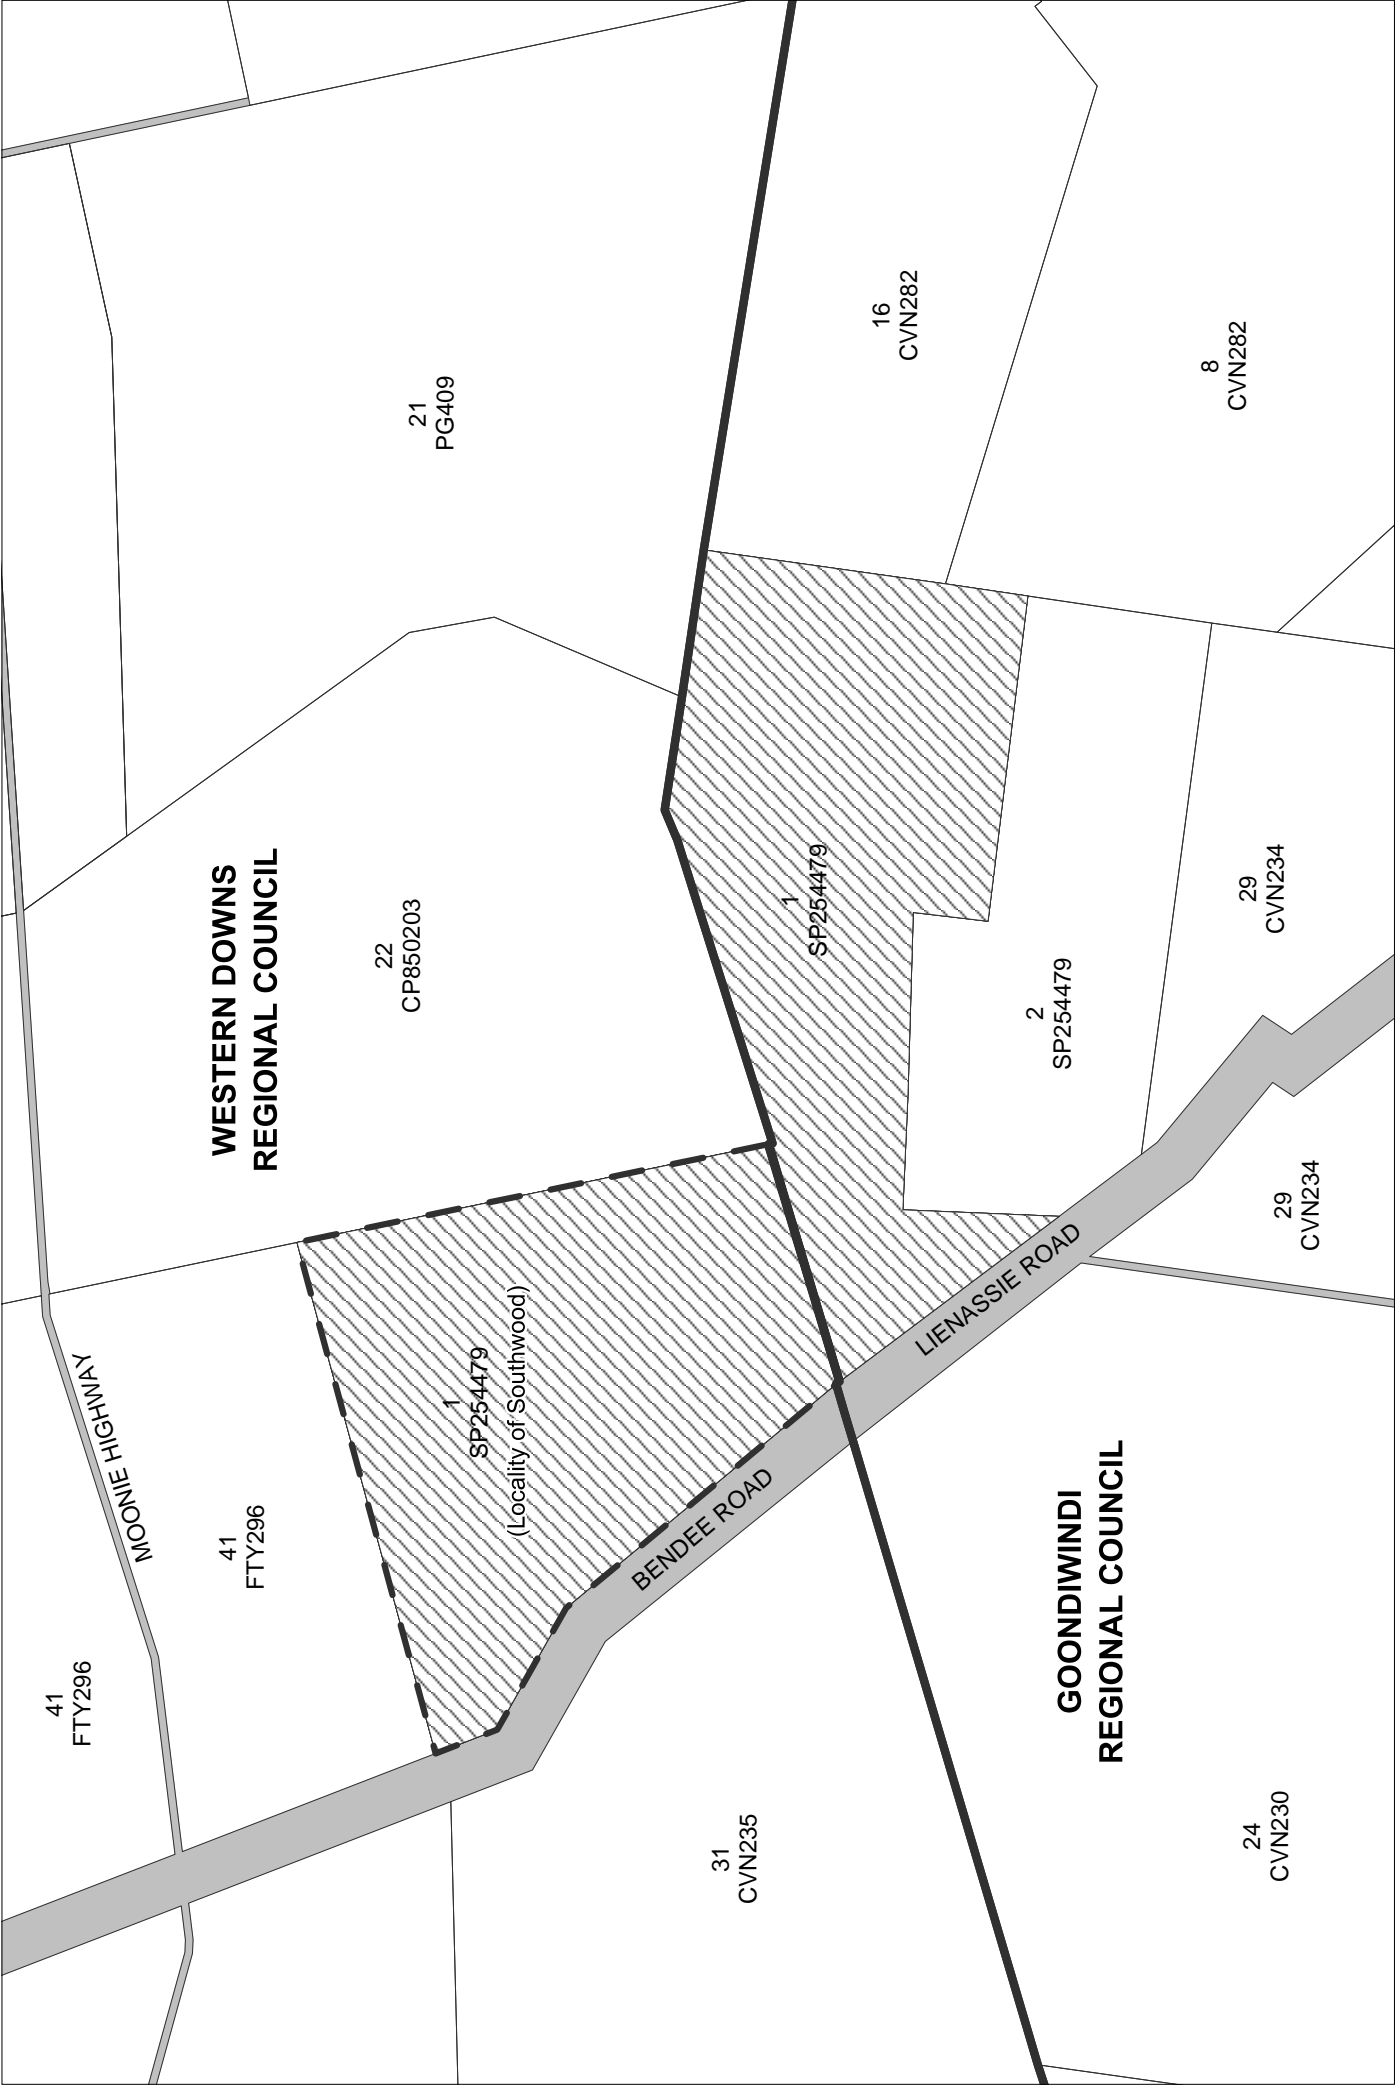 41
FTY296
MOONIE HIGHWAY
41
FTY296
WESTERN DOWNS
REGIONAL COUNCIL
22
CP850203
21
PG409
1
SP254479
(Locality of Southwood)
BENDEE ROAD
31
CVN235
1
SP254479
16
CVN282
LIENASSIE ROAD
2
SP254479
8
CVN282
GOONDIWINDI
REGIONAL COUNCIL
24
CVN230
29
CVN234
29
CVN234